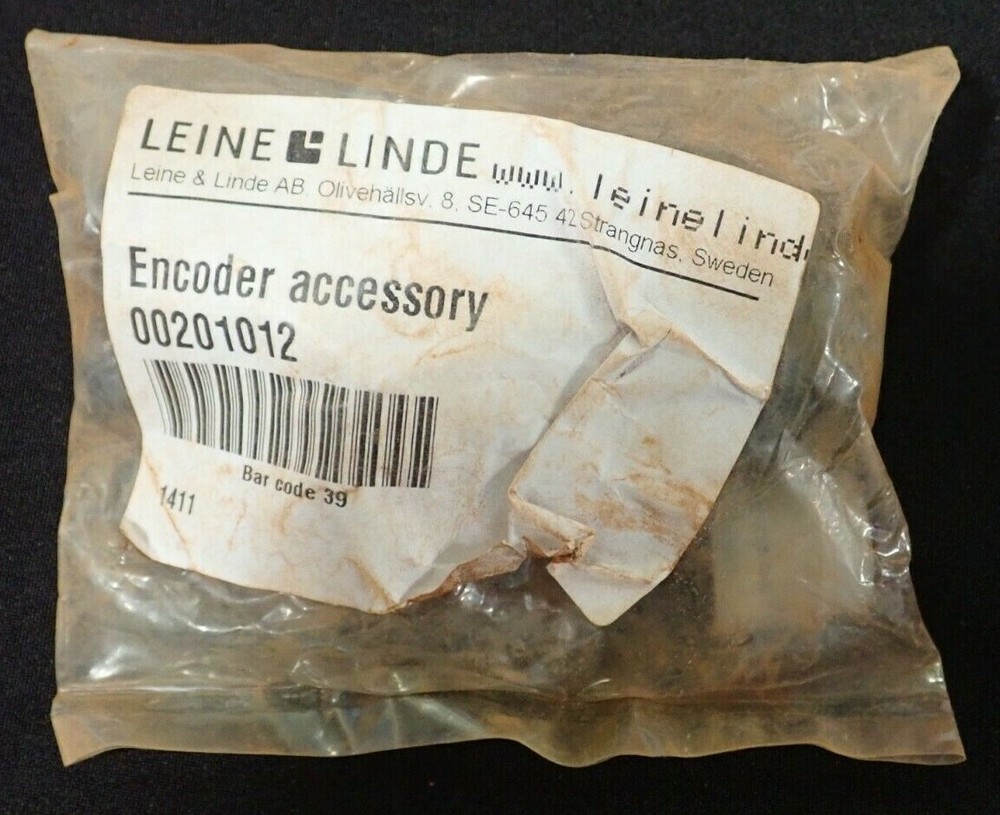 LEINE LINDE www.leinelind
Leine & Linde AB. Olivehällsv. 8, SE-645 42 Strangnas, Sweden
Encoder accessory
00201012
Bar code 39
1411